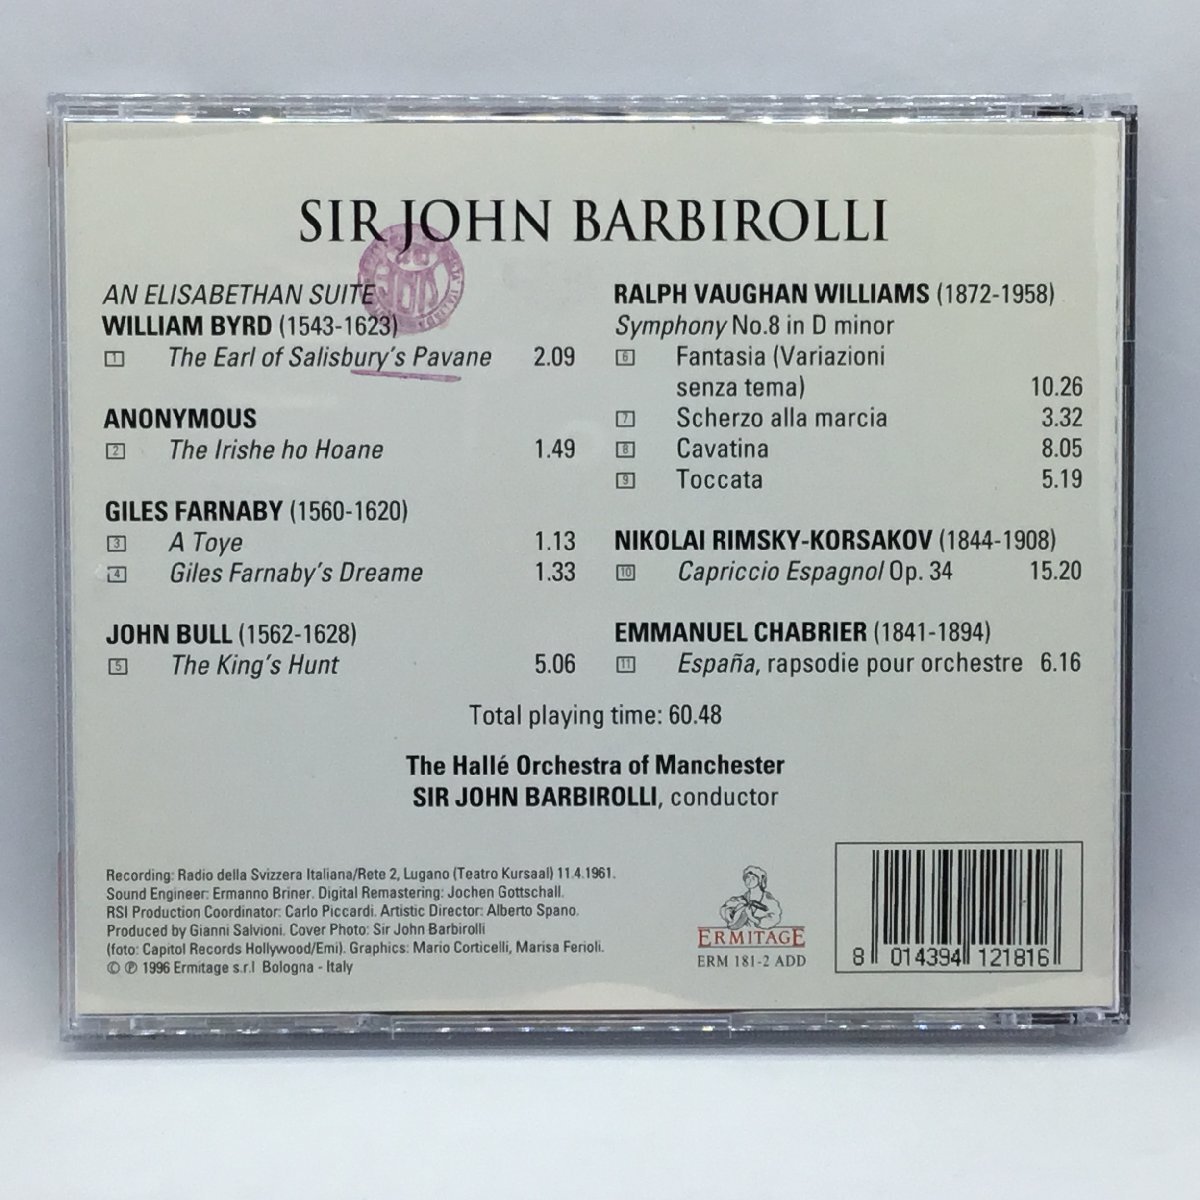 SIR JOHN BARBIROLLI
AN ELISABETHAN SUITE
WILLIAM BYRD (1543-1623)
1 The Earl of Salisbury's Pavane 2.09
ANONYMOUS
2 The Irishe ho Hoane 1.49
GILES FARNABY (1560-1620)
3 A Toye 1.13
4 Giles Farnaby's Dreame 1.33
JOHN BULL (1562-1628)
5 The King's Hunt 5.06
RALPH VAUGHAN WILLIAMS (1872-1958)
Symphony No.8 in D minor
6 Fantasia (Variazioni
senza tema) 10.26
7 Scherzo alla marcia 3.32
8 Cavatina 8.05
9 Toccata 5.19
NIKOLAI RIMSKY-KORSAKOV (1844-1908)
10 Capriccio Espagnol Op. 34 15.20
EMMANUEL CHABRIER (1841-1894)
11 España, rapsodie pour orchestre 6.16
Total playing time: 60.48
The Hallé Orchestra of Manchester
SIR JOHN BARBIROLLI, conductor
Recording: Radio della Svizzera Italiana/Rete 2, Lugano (Teatro Kursaal) 11.4.1961.
Sound Engineer: Ermanno Briner. Digital Remastering: Jochen Gottschall.
RSI Production Coordinator: Carlo Piccardi. Artistic Director: Alberto Spano.
Produced by Gianni Salvioni. Cover Photo: Sir John Barbirolli
(foto: Capitol Records Hollywood/Emi). Graphics: Mario Corticelli, Marisa Ferioli.
© ℗ 1996 Ermitage s.r.l Bologna - Italy
ERMITAGE
ERM 181-2 ADD
8 014394 121816